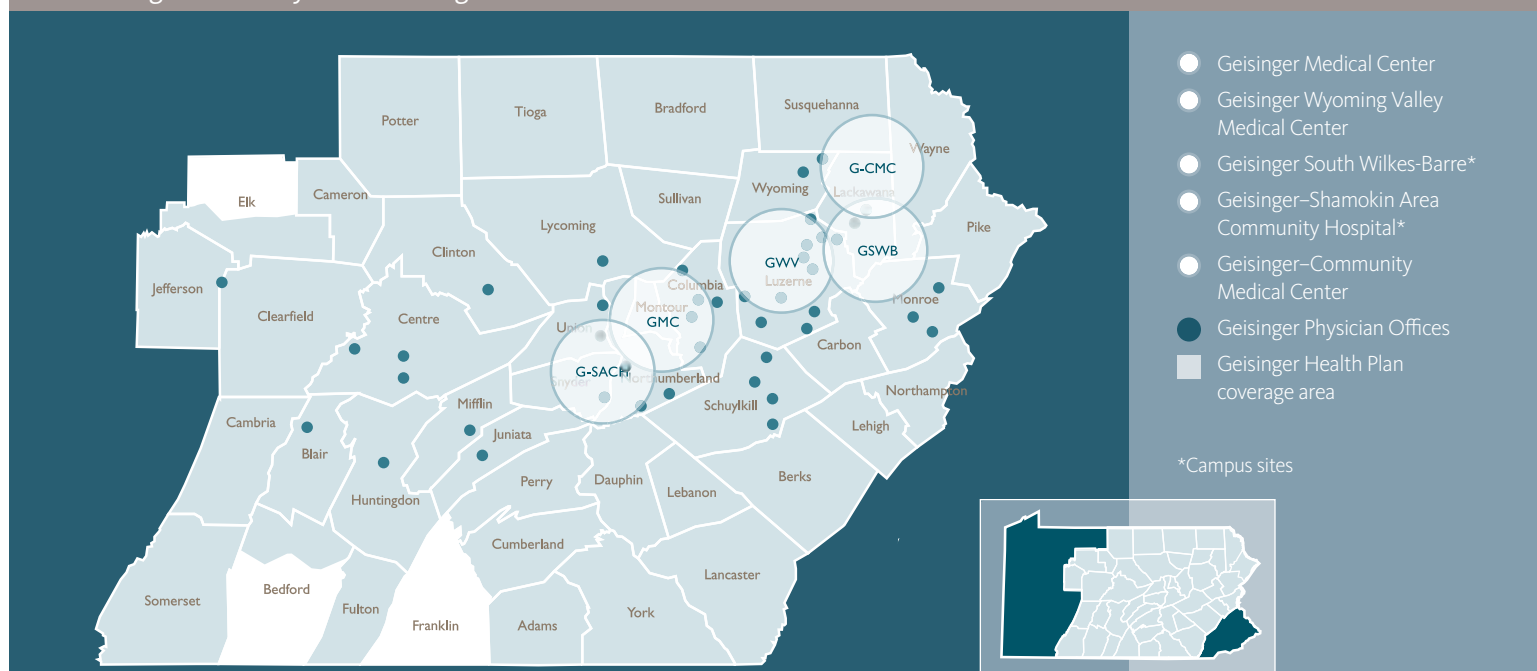 Potter
Tioga
Bradford
Susquehanna
Wayne
G-CMC
Elk
Cameron
Wyoming
Sullivan
Lycoming
Pike
Clinton
GWV
GSWB
Luzerne
Jefferson
Columbia
Monroe
Montour
Clearfield
Centre
GMC
Union
Carbon
G-SACH
Snyder
Northumberland
Northampton
Mifflin
Schuylkill
Cambria
Juniata
Lehigh
Blair
Berks
Perry
Dauphin
Lebanon
Huntingdon
Cumberland
Lancaster
Bedford
Somerset
Fulton
York
Franklin
Adams
Geisinger Medical Center
Geisinger Wyoming Valley
Medical Center
Geisinger South Wilkes-Barre*
Geisinger–Shamokin Area
Community Hospital*
Geisinger–Community
Medical Center
Geisinger Physician Offices
Geisinger Health Plan
coverage area
*Campus sites